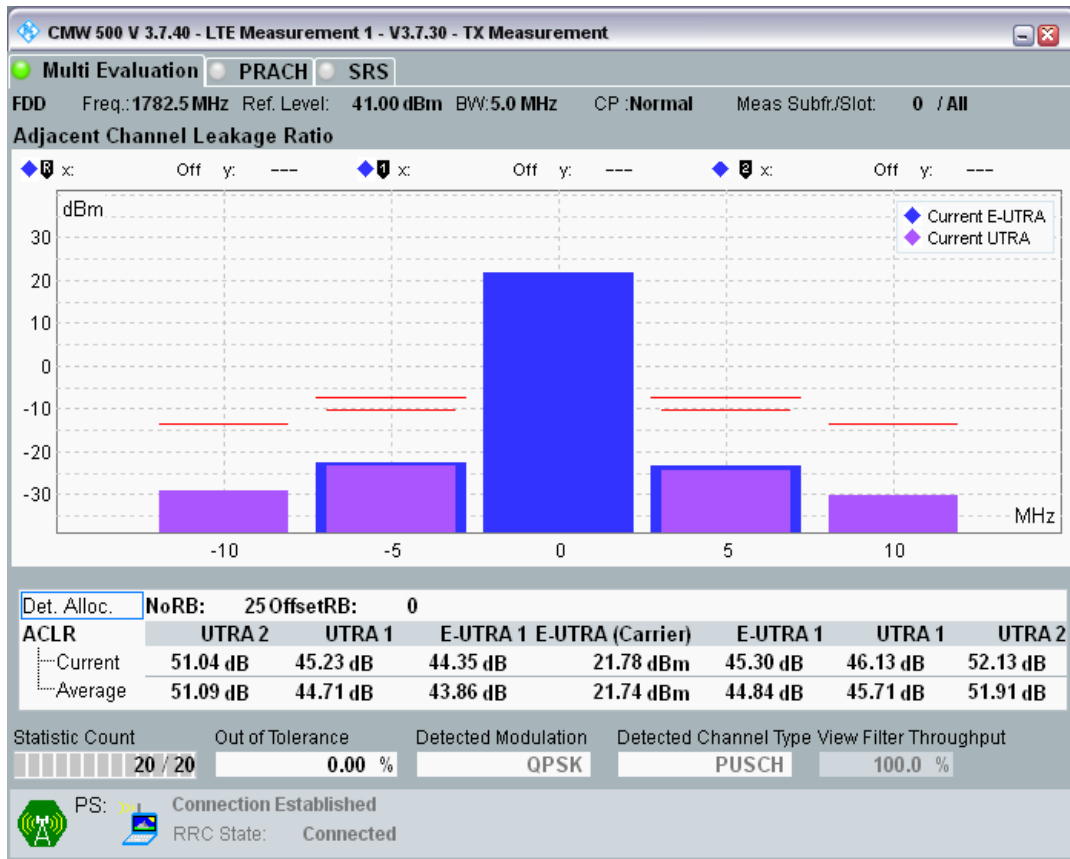 CMW 500 V 3.7.40 - LTE Measurement 1 - V3.7.30 - TX Measurement
Multi Evaluation PRACH SRS
FDD Freq.:1782.5 MHz Ref. Level: 41.00 dBm BW:5.0 MHz CP :Normal Meas Subfr./Slot: 0 / All
Adjacent Channel Leakage Ratio
R x: Off y: --- 1 x: Off y: --- 2 x: Off y: ---
dBm
Current E-UTRA
Current UTRA
30
20
10
0
-10
-20
-30
MHz
-10 -5 0 5 10
Det. Alloc. NoRB: 25 OffsetRB: 0
ACLR UTRA 2 UTRA 1 E-UTRA 1 E-UTRA (Carrier) E-UTRA 1 UTRA 1 UTRA 2
Current 51.04 dB 45.23 dB 44.35 dB 21.78 dBm 45.30 dB 46.13 dB 52.13 dB
Average 51.09 dB 44.71 dB 43.86 dB 21.74 dBm 44.84 dB 45.71 dB 51.91 dB
Statistic Count Out of Tolerance Detected Modulation Detected Channel Type View Filter Throughput
20 / 20 0.00 % QPSK PUSCH 100.0 %
PS: Connection Established
RRC State: Connected